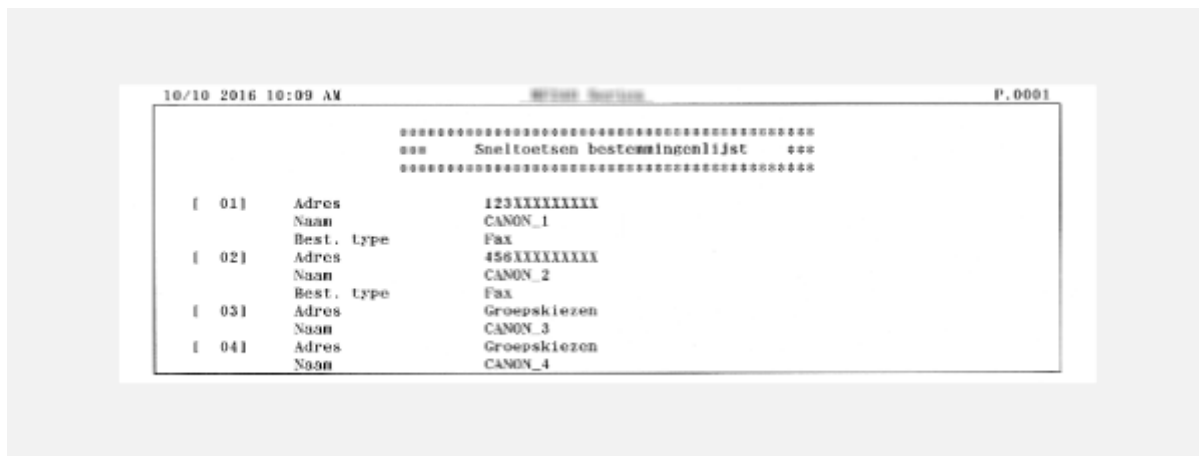 10/10 2016 10:09 AM P.0001
******************************************
*** Sneltoetsen bestemmingenlijst ***
******************************************
[ 01] Adres 123XXXXXXXXX
Naam CANON_1
Best. type Fax
[ 02] Adres 456XXXXXXXXX
Naam CANON_2
Best. type Fax
[ 03] Adres Groepskiezen
Naam CANON_3
[ 04] Adres Groepskiezen
Naam CANON_4